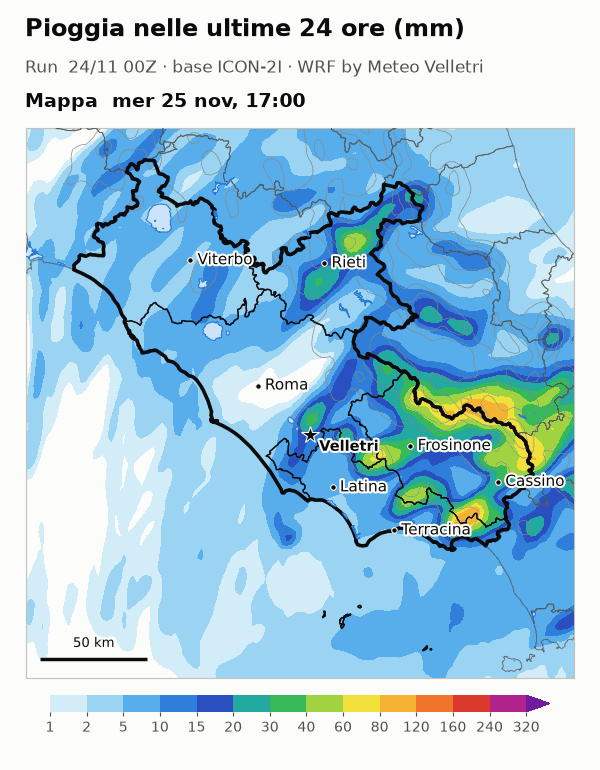 Pioggia nelle ultime 24 ore (mm)
Run  24/11 00Z · base ICON-2I · WRF by Meteo Velletri
Mappa  mer 25 nov, 17:00
Viterbo
Rieti
Roma
Velletri
Frosinone
Latina
Cassino
Terracina
50 km
1 2 5 10 15 20 30 40 60 80 120 160 240 320